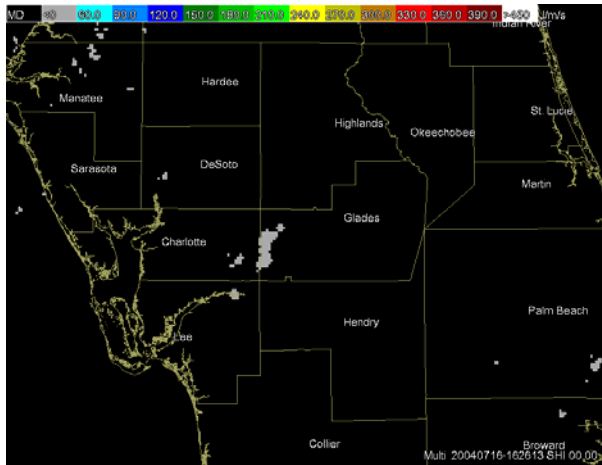 MD <0 60.0 90.0 120.0 150.0 180.0 210.0 240.0 270.0 300.0 330.0 360.0 390.0 >450 J/m/s
Indian River
Manatee
Hardee
Highlands
Okeechobee
St. Lucie
Sarasota
DeSoto
Martin
Charlotte
Glades
Lee
Hendry
Palm Beach
Collier
Broward
Multi 20040716-162613 SHI 00.00